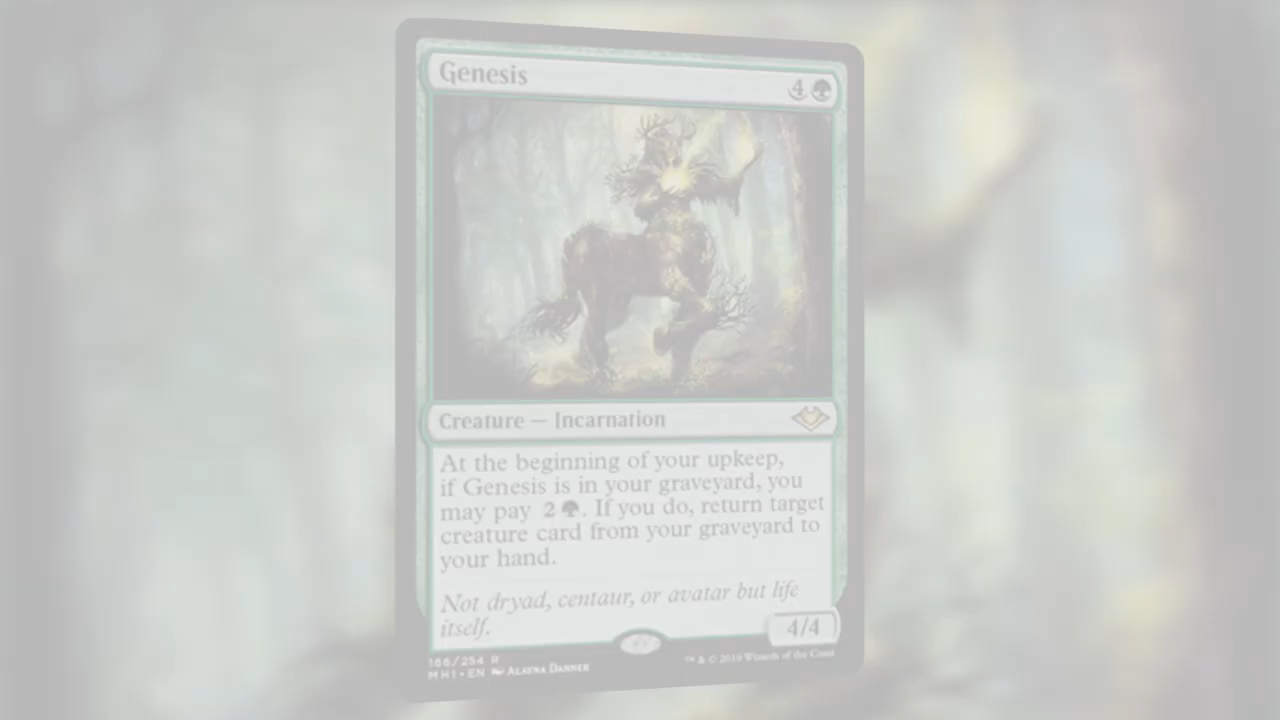 Genesis 4
Creature — Incarnation
At the beginning of your upkeep,
if Genesis is in your graveyard, you
may pay 2 . If you do, return target
creature card from your graveyard to
your hand.
Not dryad, centaur, or avatar but life
itself.
4/4
166/254 R
MH1 • EN Alayna Danner
™ & © 2019 Wizards of the Coast